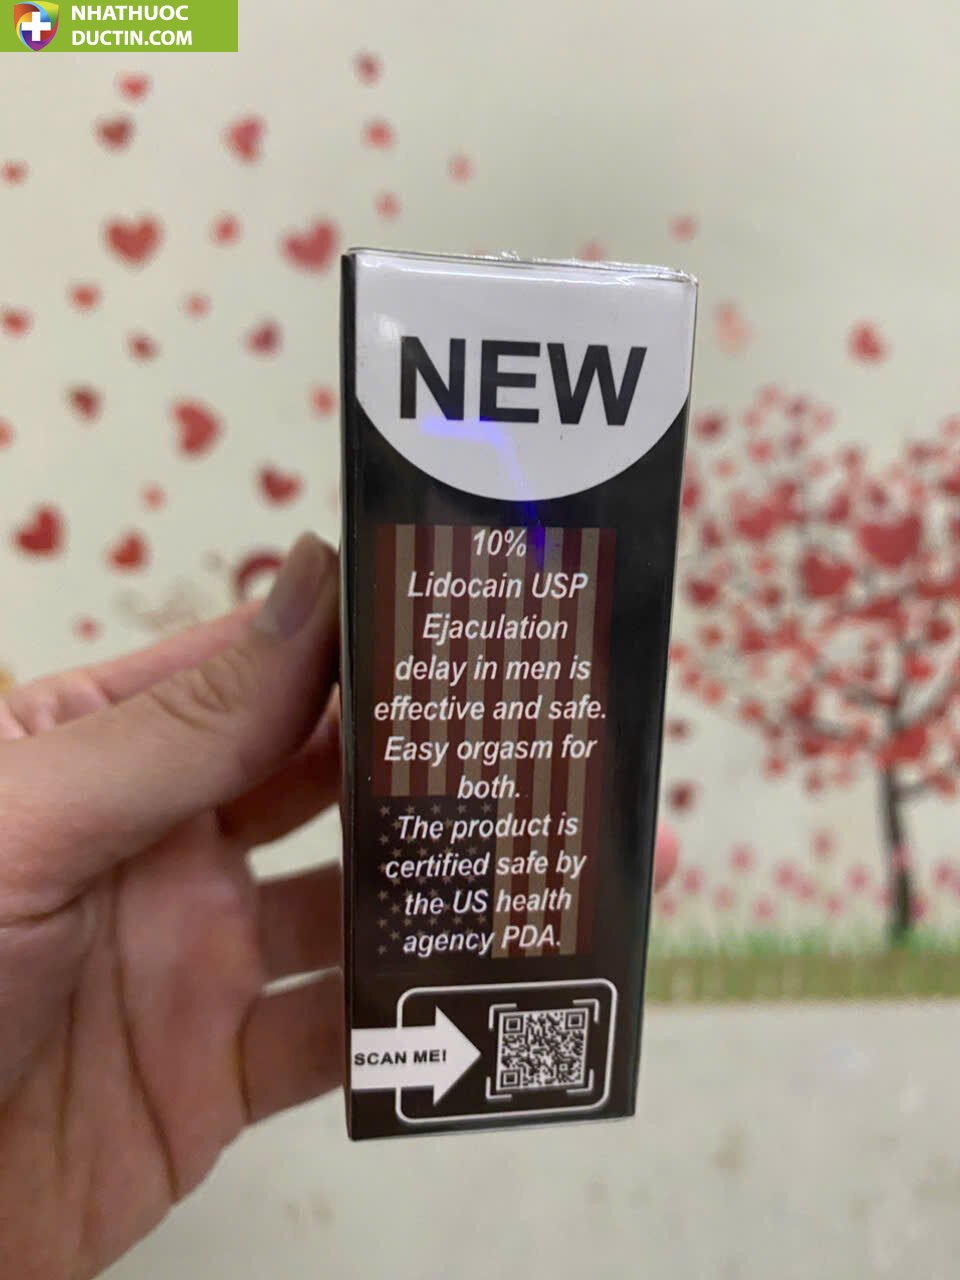 NHATHUOC
DUCTIN.COM
NEW
10%
Lidocain USP
Ejaculation
delay in men is
effective and safe.
Easy orgasm for
both.
The product is
certified safe by
the US health
agency PDA.
SCAN ME!